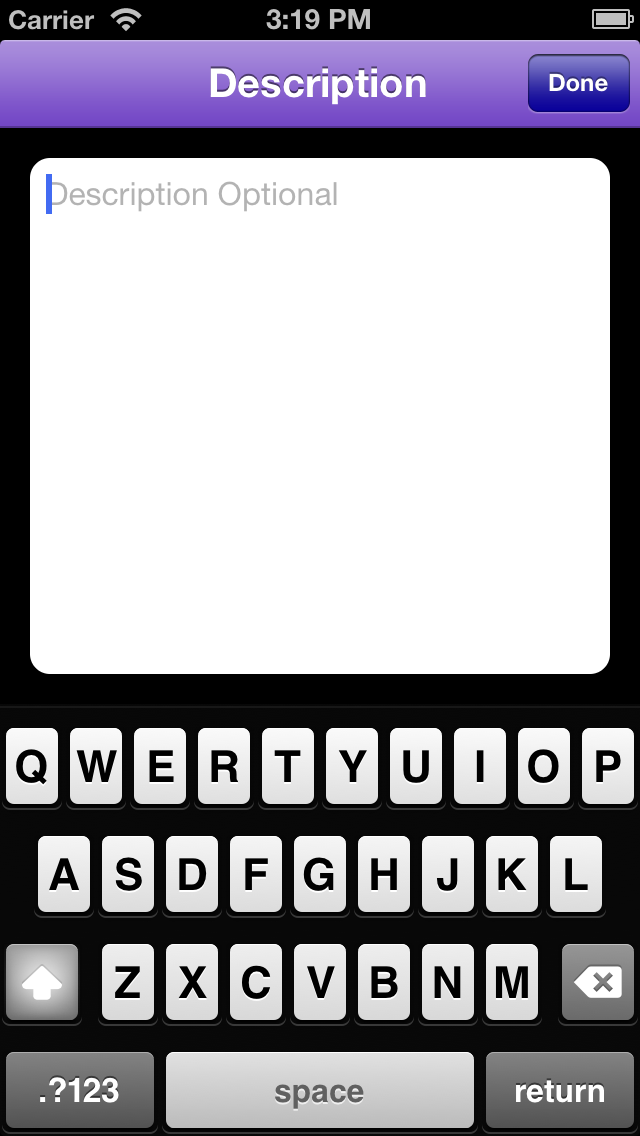 Carrier 3:19 PM
Description Done
Description Optional
Q W E R T Y U I O P
A S D F G H J K L
Z X C V B N M
.?123 space return